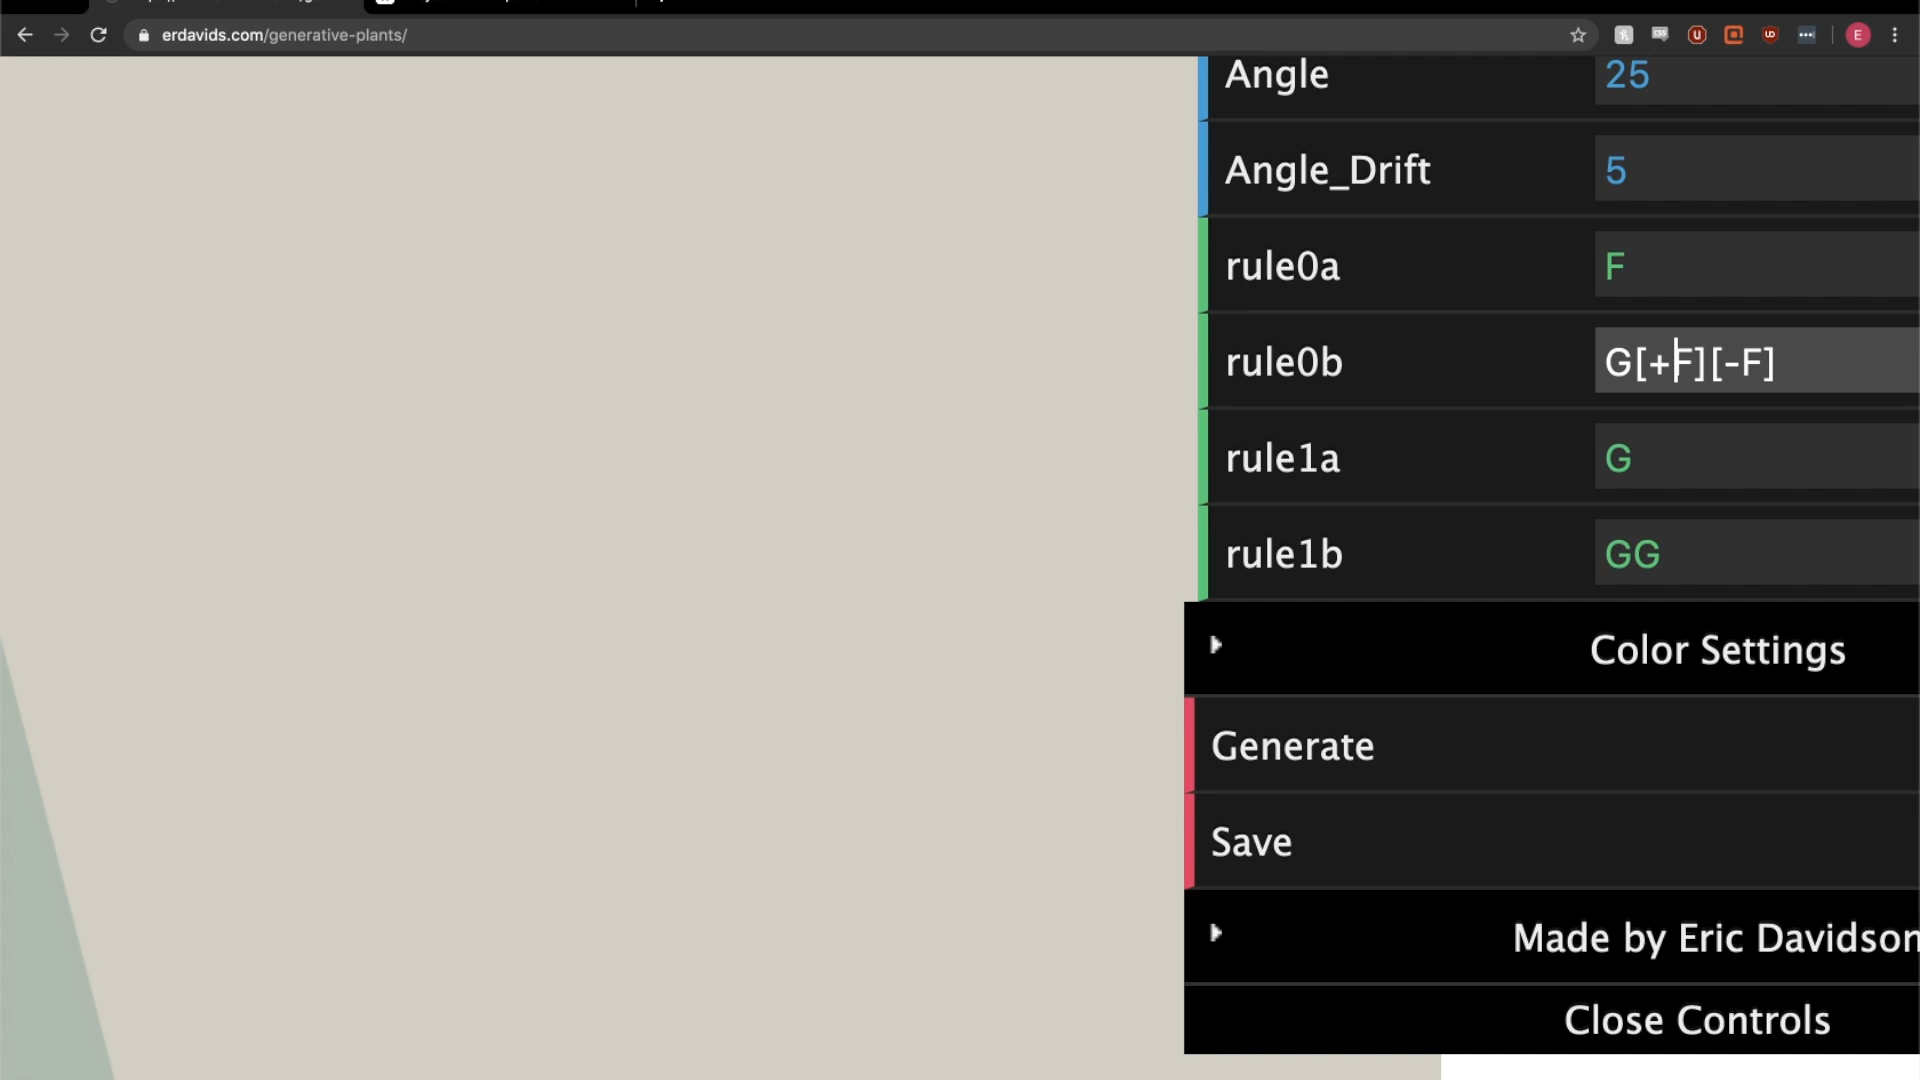 erdavids.com/generative-plants/
E
Angle 25
Angle_Drift 5
rule0a F
rule0b G[+F][-F]
rule1a G
rule1b GG
Color Settings
Generate
Save
Made by Eric Davidson
Close Controls